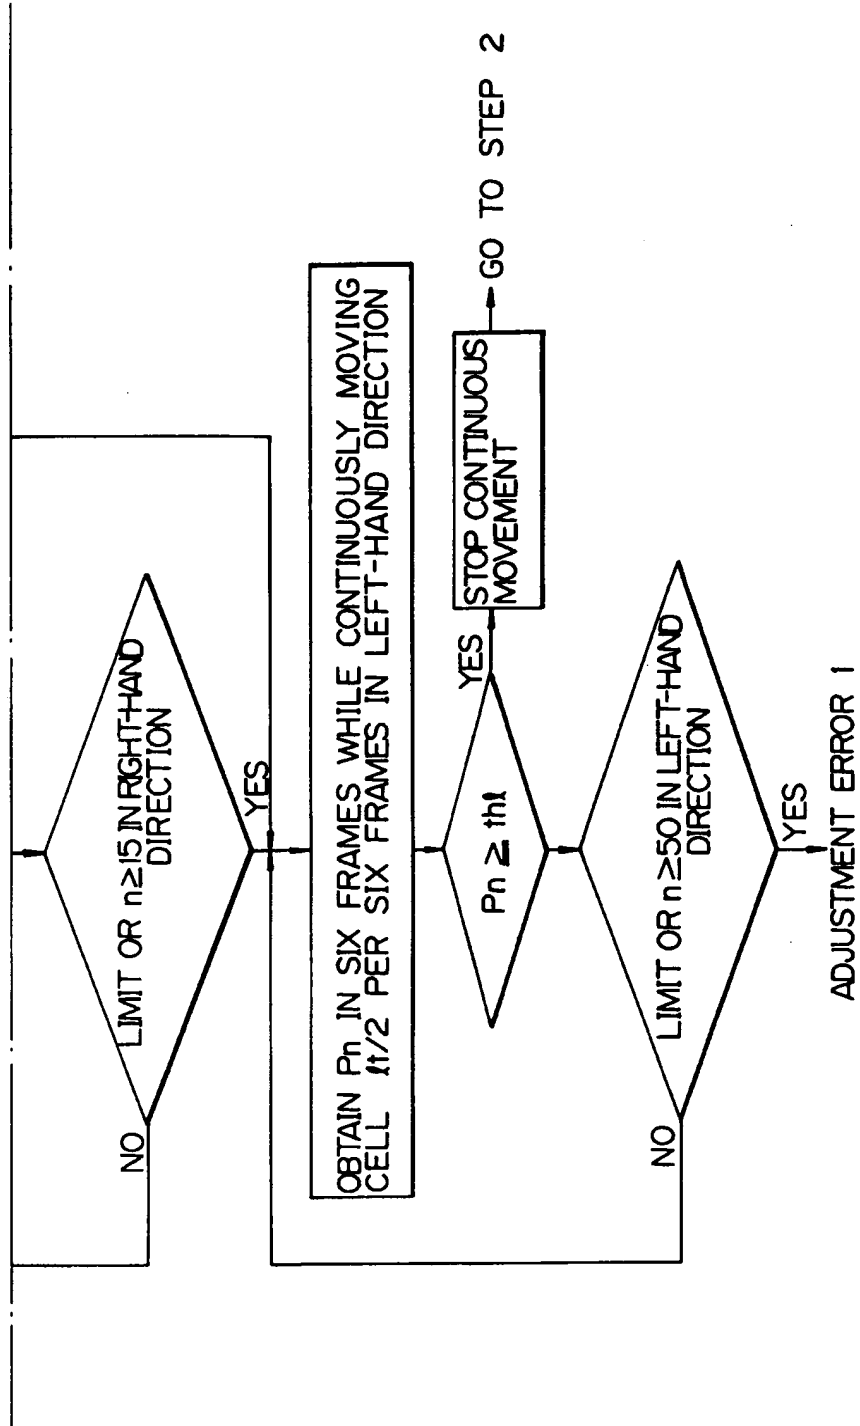 LIMIT OR n≥15 IN RIGHT-HAND
DIRECTION
NO
YES
OBTAIN Pn IN SIX FRAMES WHILE CONTINUOUSLY MOVING
CELL ℓt/2 PER SIX FRAMES IN LEFT-HAND DIRECTION
Pn ≥ thℓ
YES
STOP CONTINUOUS
MOVEMENT
GO TO STEP 2
LIMIT OR n≥50 IN LEFT-HAND
DIRECTION
NO
YES
ADJUSTMENT ERROR 1